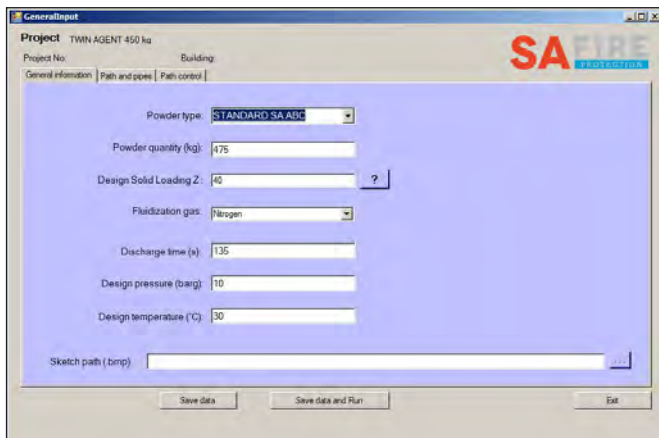 GeneralInput
Project TWIN AGENT 450 kg
Project No: Building:
SA FIRE
PROTECTION
General information Path and pipes Path control
Powder type: STANDARD SA ABC
Powder quantity (kg): 475
Design Solid Loading Z: 40 ?
Fluidization gas: Nitrogen
Discharge time (s): 135
Design pressure (barg): 10
Design temperature (°C): 30
Sketch path (.bmp) ...
Save data Save data and Run Exit